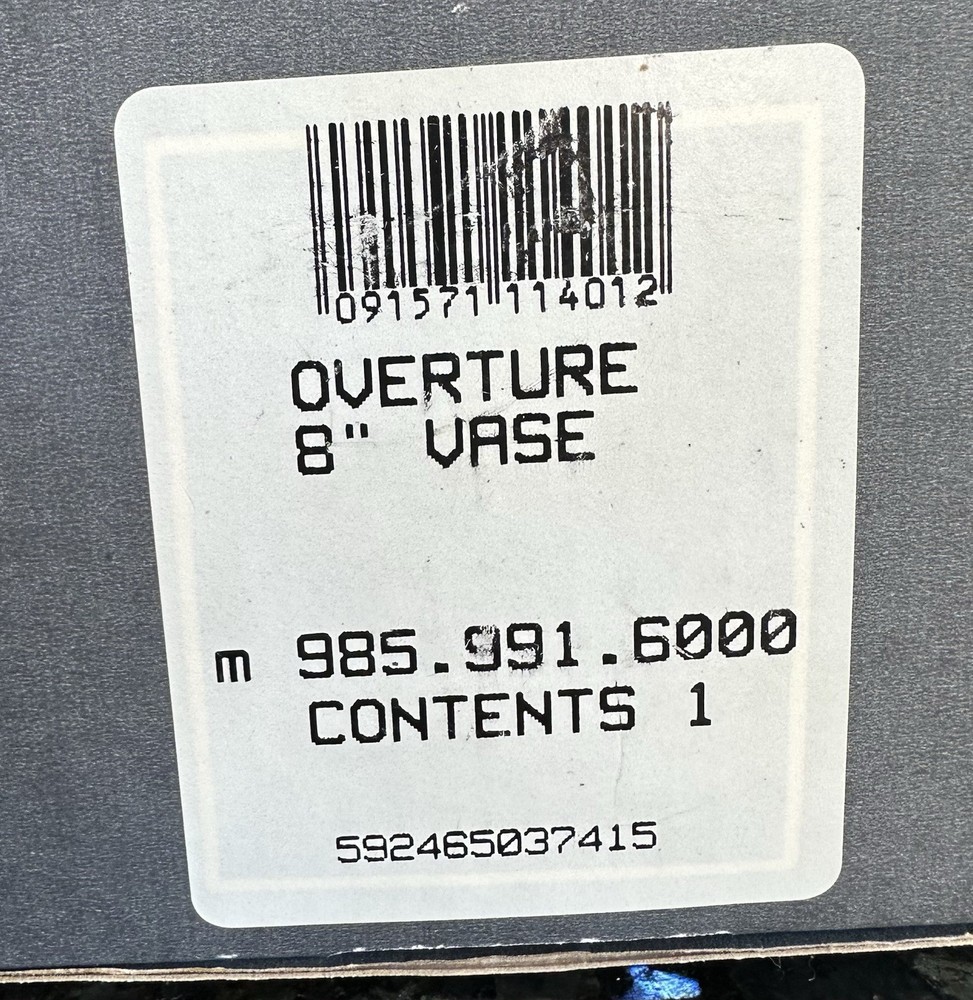 091571 114012
OVERTURE
8" VASE
m 985.991.6000
CONTENTS 1
592465037415